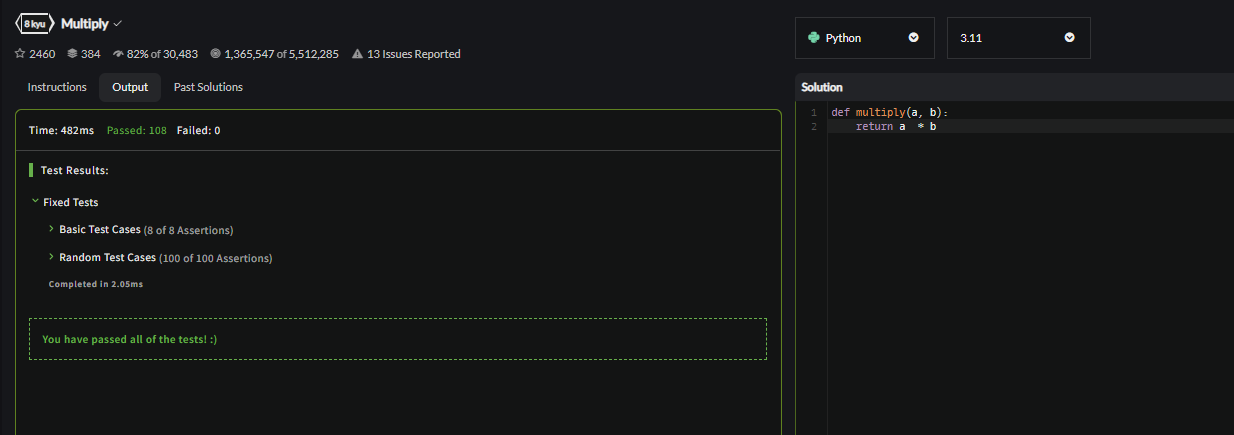 8 kyu Multiply
2460 384 82% of 30,483 1,365,547 of 5,512,285 13 Issues Reported
Instructions Output Past Solutions
Time: 482ms Passed: 108 Failed: 0
Test Results:
Fixed Tests
Basic Test Cases (8 of 8 Assertions)
Random Test Cases (100 of 100 Assertions)
Completed in 2.05ms
You have passed all of the tests! :)
Python 3.11
Solution
1 def multiply(a, b):
2     return a  * b